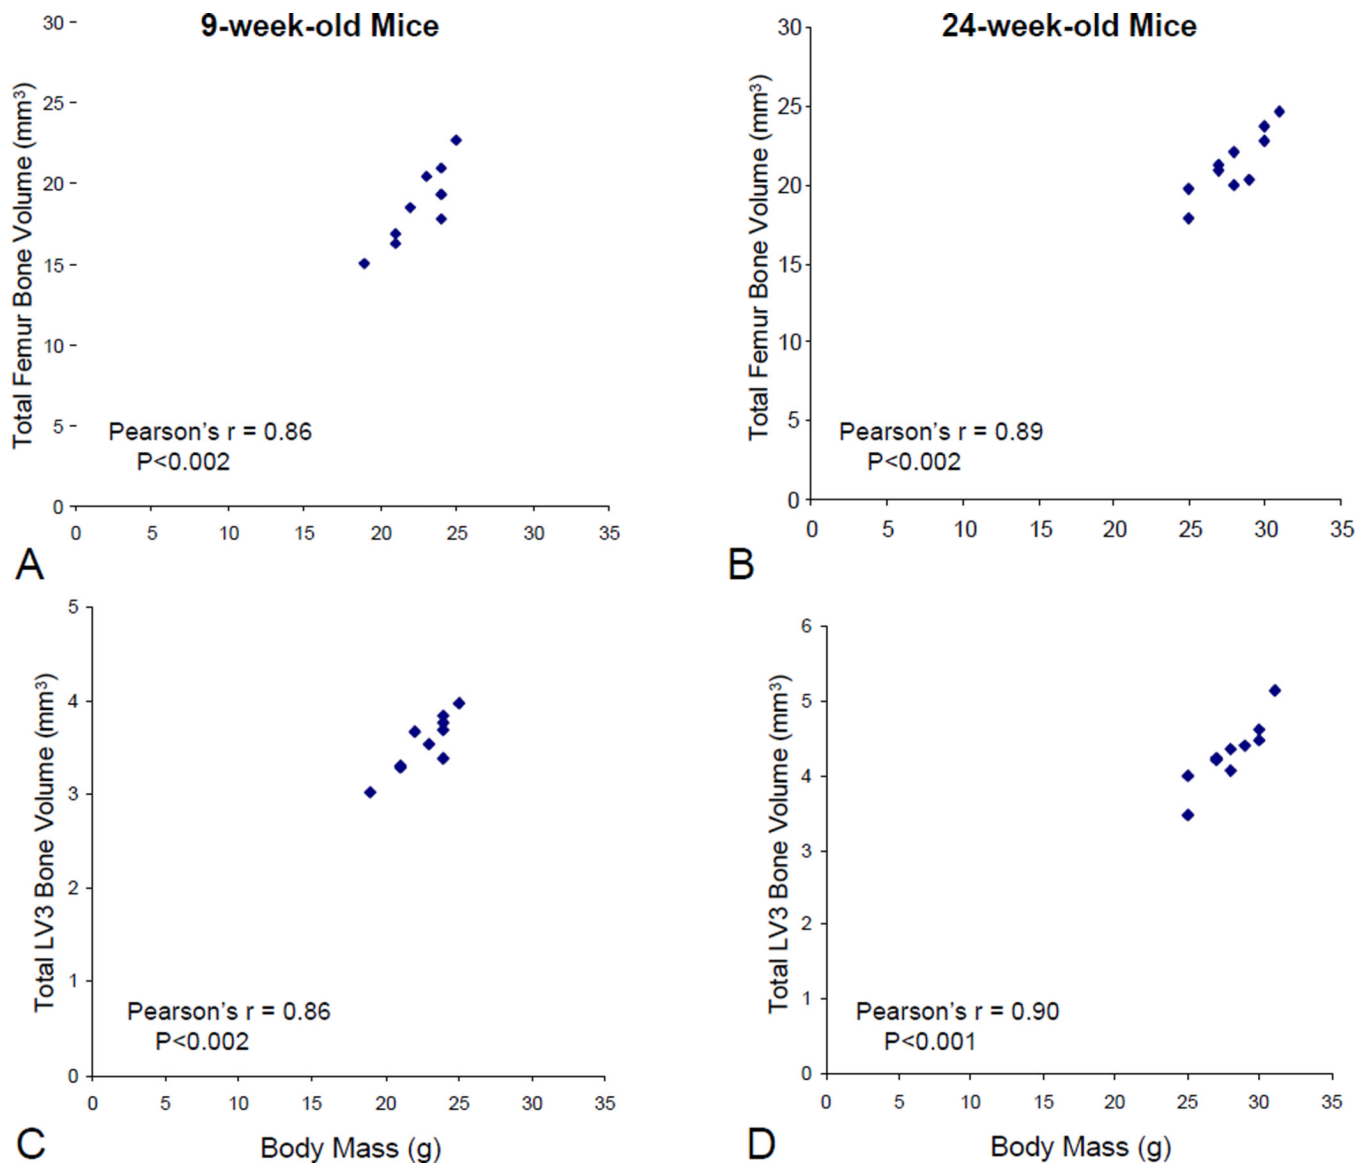 9-week-old Mice
Total Femur Bone Volume (mm³)
30
25
20
15
10
5
0
Pearson's r = 0.86
P<0.002
0 5 10 15 20 25 30 35
A
24-week-old Mice
Total Femur Bone Volume (mm³)
30
25
20
15
10
5
0
Pearson's r = 0.89
P<0.002
0 5 10 15 20 25 30 35
B
Total LV3 Bone Volume (mm³)
5
4
3
2
1
0
Pearson's r = 0.86
P<0.002
0 5 10 15 20 25 30 35
C
Body Mass (g)
Total LV3 Bone Volume (mm³)
6
5
4
3
2
1
0
Pearson's r = 0.90
P<0.001
0 5 10 15 20 25 30 35
D
Body Mass (g)